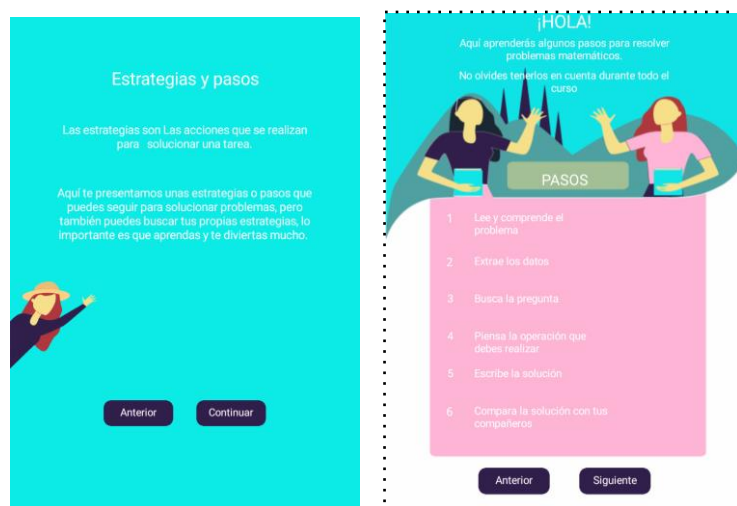 Estrategias y pasos
Las estrategias son Las acciones que se realizan
para solucionar una tarea.
Aquí te presentamos unas estrategias o pasos que
puedes seguir para solucionar problemas, pero
también puedes buscar tus propias estrategias, lo
importante es que aprendas y te diviertas mucho.
Anterior
Continuar
¡HOLA!
Aquí aprenderás algunos pasos para resolver
problemas matemáticos.
No olvides tenerlos en cuenta durante todo el
curso
PASOS
1 Lee y comprende el
problema
2 Extrae los datos
3 Busca la pregunta
4 Piensa la operación que
debes realizar
5 Escribe la solución
6 Compara la solución con tus
compañeros
Anterior
Siguiente